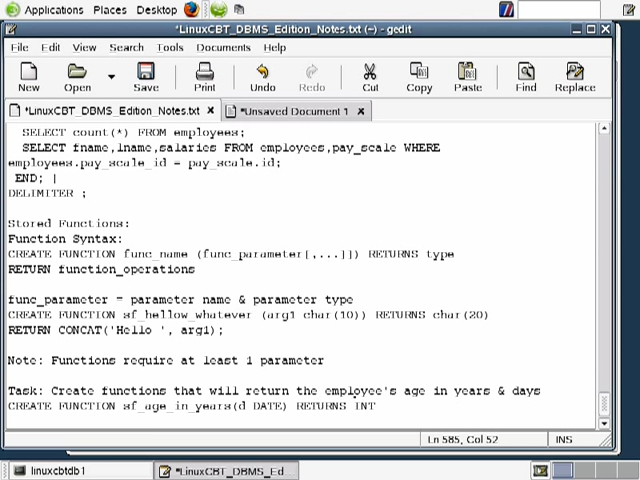 Applications Places Desktop
*LinuxCBT_DBMS_Edition_Notes.txt (~) - gedit
File Edit View Search Tools Documents Help
New Open Save Print Undo Redo Cut Copy Paste Find Replace
*LinuxCBT_DBMS_Edition_Notes.txt *Unsaved Document 1
SELECT count(*) FROM employees;
SELECT fname,lname,salaries FROM employees,pay_scale WHERE
employees.pay_scale_id = pay_scale.id;
END; |
DELIMITER ;
Stored Functions:
Function Syntax:
CREATE FUNCTION func_name (func_parameter[,...]]) RETURNS type
RETURN function_operations
func_parameter = parameter name & parameter type
CREATE FUNCTION sf_hellow_whatever (arg1 char(10)) RETURNS char(20)
RETURN CONCAT('Hello ', arg1);
Note: Functions require at least 1 parameter
Task: Create functions that will return the employee's age in years & days
CREATE FUNCTION sf_age_in_years(d DATE) RETURNS INT
Ln 585, Col 52 INS
linuxcbtdb1 *LinuxCBT_DBMS_Ed